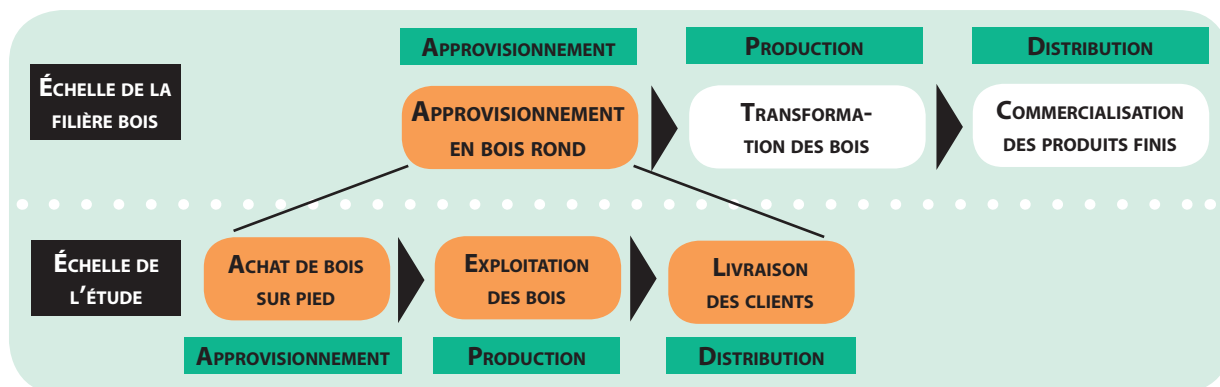 APPROVISIONNEMENT PRODUCTION DISTRIBUTION
ÉCHELLE DE LA
FILIÈRE BOIS
APPROVISIONNEMENT
EN BOIS ROND
TRANSFORMA-
TION DES BOIS
COMMERCIALISATION
DES PRODUITS FINIS
ÉCHELLE DE
L'ÉTUDE
ACHAT DE BOIS
SUR PIED
EXPLOITATION
DES BOIS
LIVRAISON
DES CLIENTS
APPROVISIONNEMENT PRODUCTION DISTRIBUTION